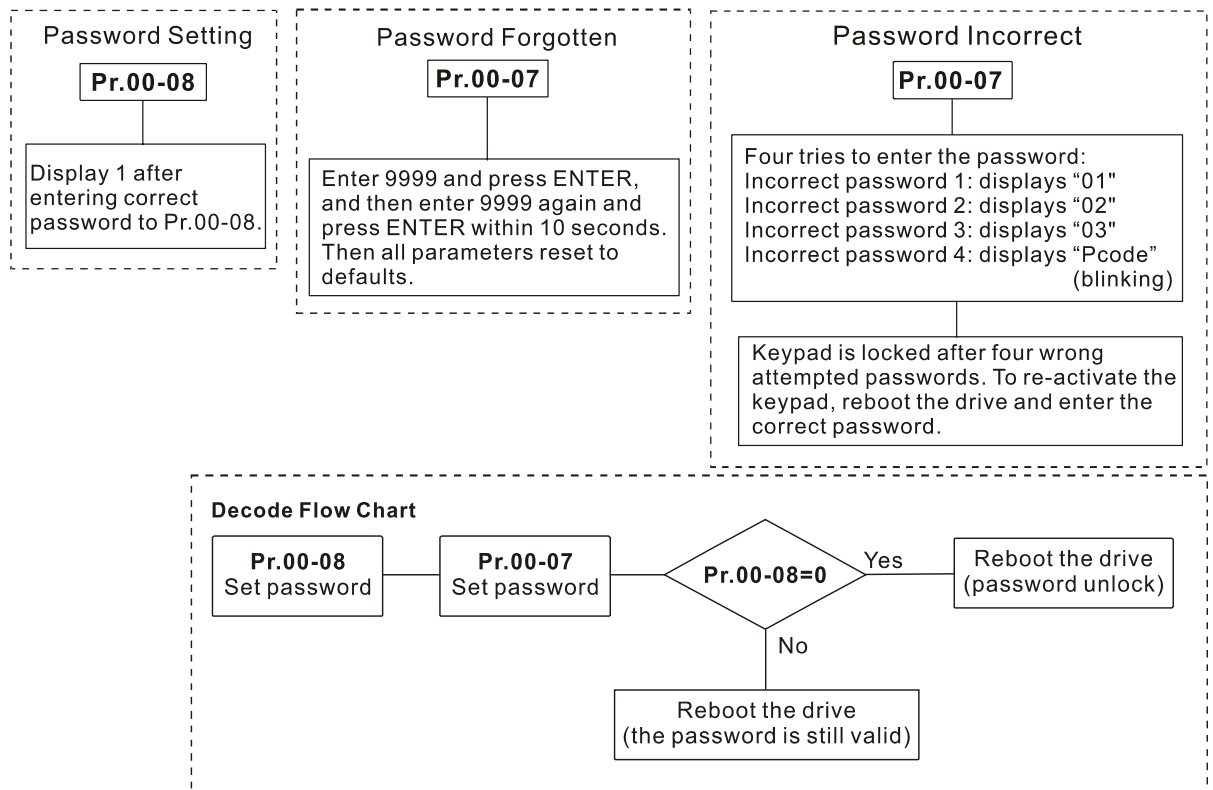 Password Setting
Pr.00-08
Display 1 after
entering correct
password to Pr.00-08.
Password Forgotten
Pr.00-07
Enter 9999 and press ENTER,
and then enter 9999 again and
press ENTER within 10 seconds.
Then all parameters reset to
defaults.
Password Incorrect
Pr.00-07
Four tries to enter the password:
Incorrect password 1: displays “01"
Incorrect password 2: displays “02"
Incorrect password 3: displays “03"
Incorrect password 4: displays “Pcode”
(blinking)
Keypad is locked after four wrong
attempted passwords. To re-activate the
keypad, reboot the drive and enter the
correct password.
Decode Flow Chart
Pr.00-08
Set password
Pr.00-07
Set password
Pr.00-08=0
Yes
Reboot the drive
(password unlock)
No
Reboot the drive
(the password is still valid)